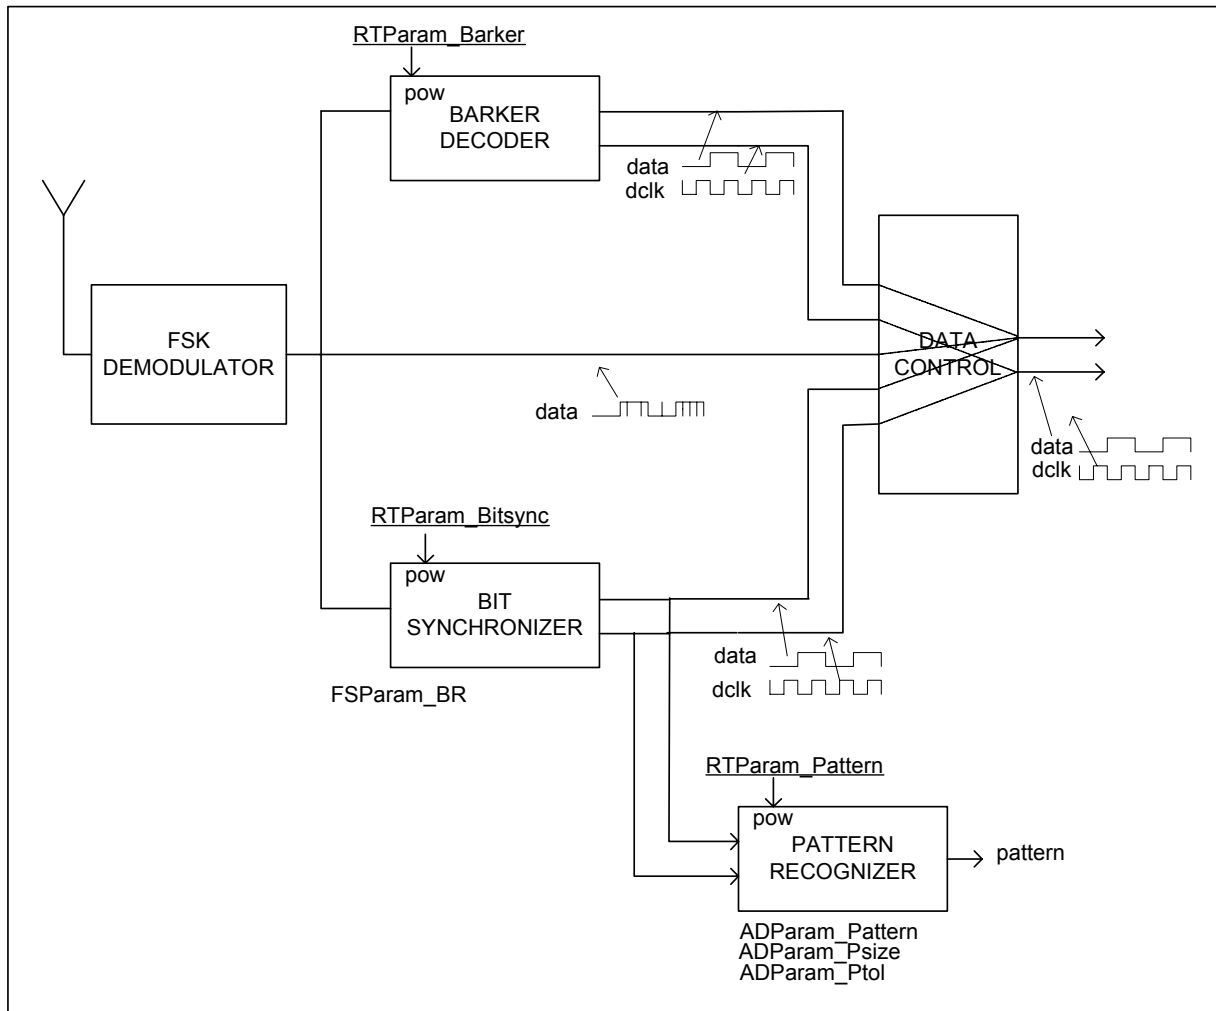 RTParam_Barker
pow
BARKER
DECODER
data
dclk
FSK
DEMODULATOR
DATA
CONTROL
data
data
dclk
RTParam_Bitsync
pow
BIT
SYNCHRONIZER
FSParam_BR
data
dclk
RTParam_Pattern
pow
PATTERN
RECOGNIZER
pattern
ADParam_Pattern
ADParam_Psize
ADParam_Ptol